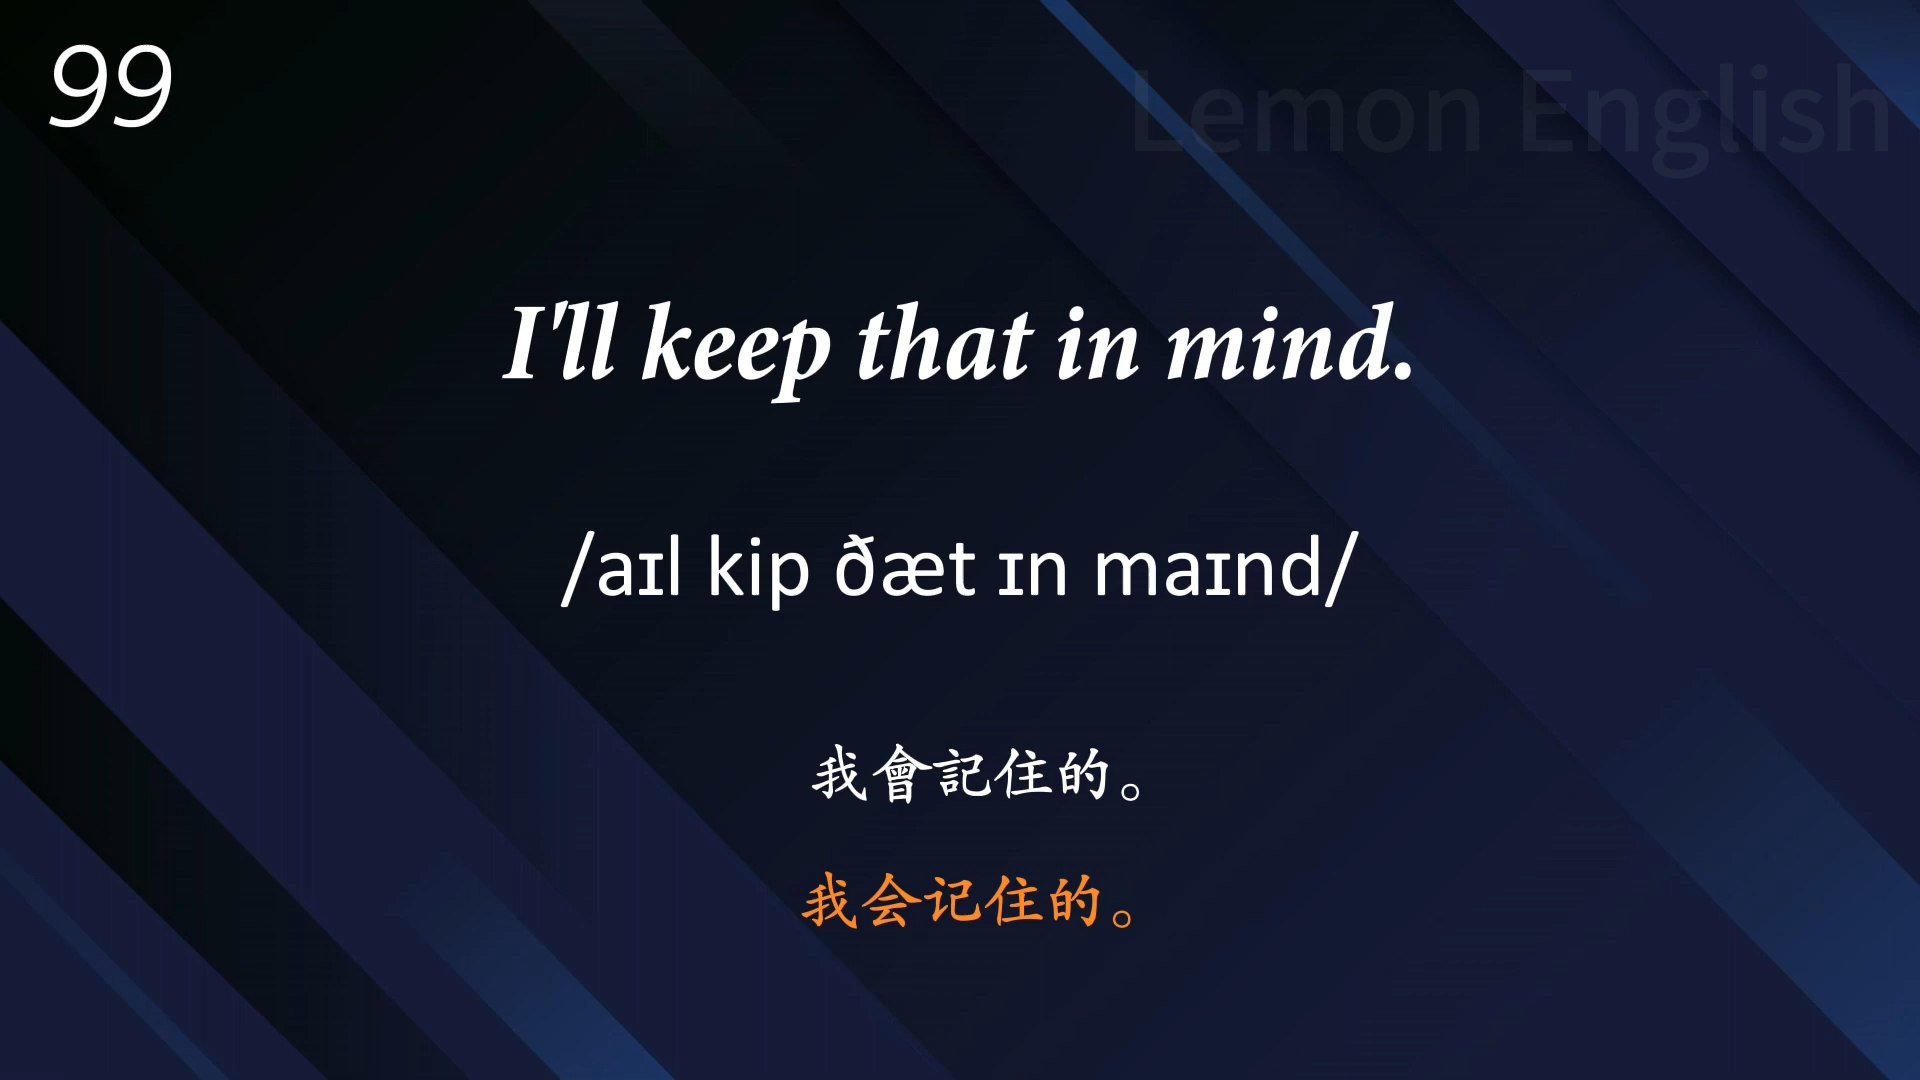 99
Lemon English
I'll keep that in mind.
/aɪl kip ðæt ɪn maɪnd/
我會記住的。
我会记住的。